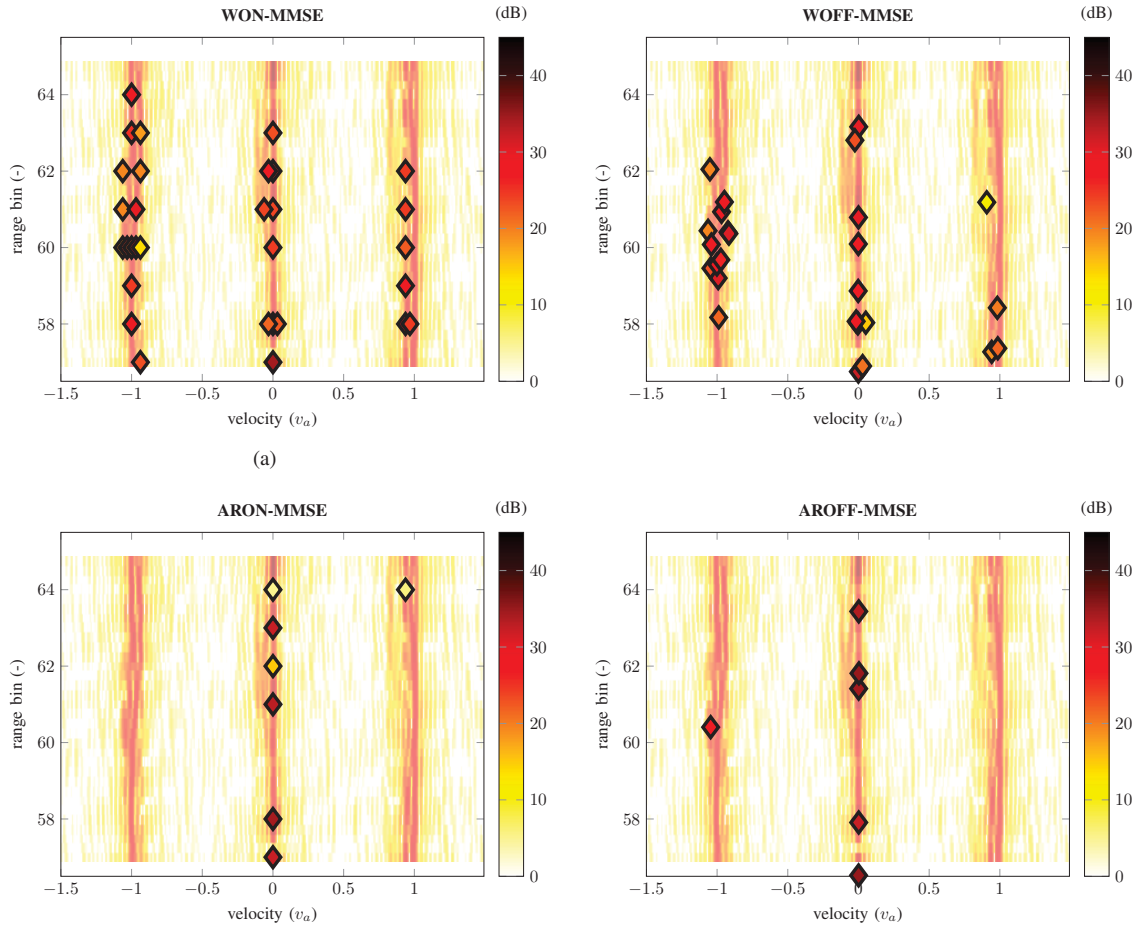 WON-MMSE (dB) WOFF-MMSE (dB)
40 40
64 64
30 30
62 62
range bin (-) range bin (-)
60 20 60 20
58 10 58 10
0 0
−1.5 −1 −0.5 0 0.5 1 −1.5 −1 −0.5 0 0.5 1
velocity (vₐ) velocity (vₐ)
(a)
ARON-MMSE (dB) AROFF-MMSE (dB)
40 40
64 64
30 30
62 62
range bin (-) range bin (-)
60 20 60 20
58 10 58 10
0 0
−1.5 −1 −0.5 0 0.5 1 −1.5 −1 −0.5 0 0.5 1
velocity (vₐ) velocity (vₐ)